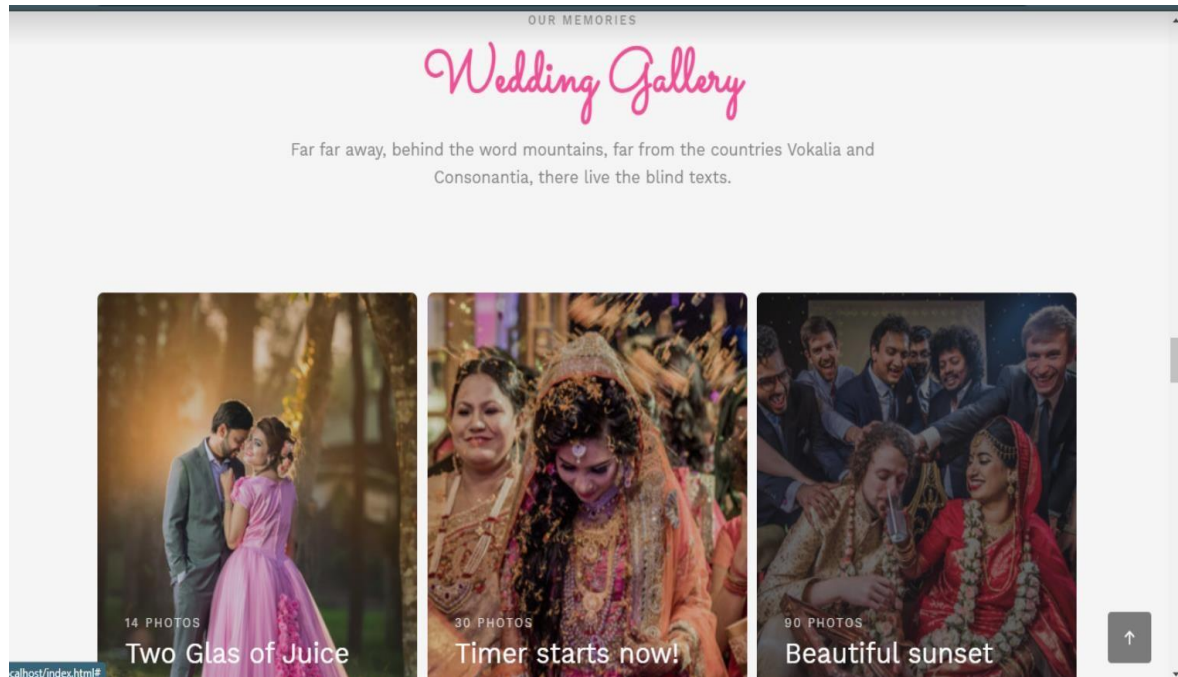 OUR MEMORIES
Wedding Gallery
Far far away, behind the word mountains, far from the countries Vokalia and
Consonantia, there live the blind texts.
14 PHOTOS
Two Glas of Juice
30 PHOTOS
Timer starts now!
90 PHOTOS
Beautiful sunset
calhost/index.html#